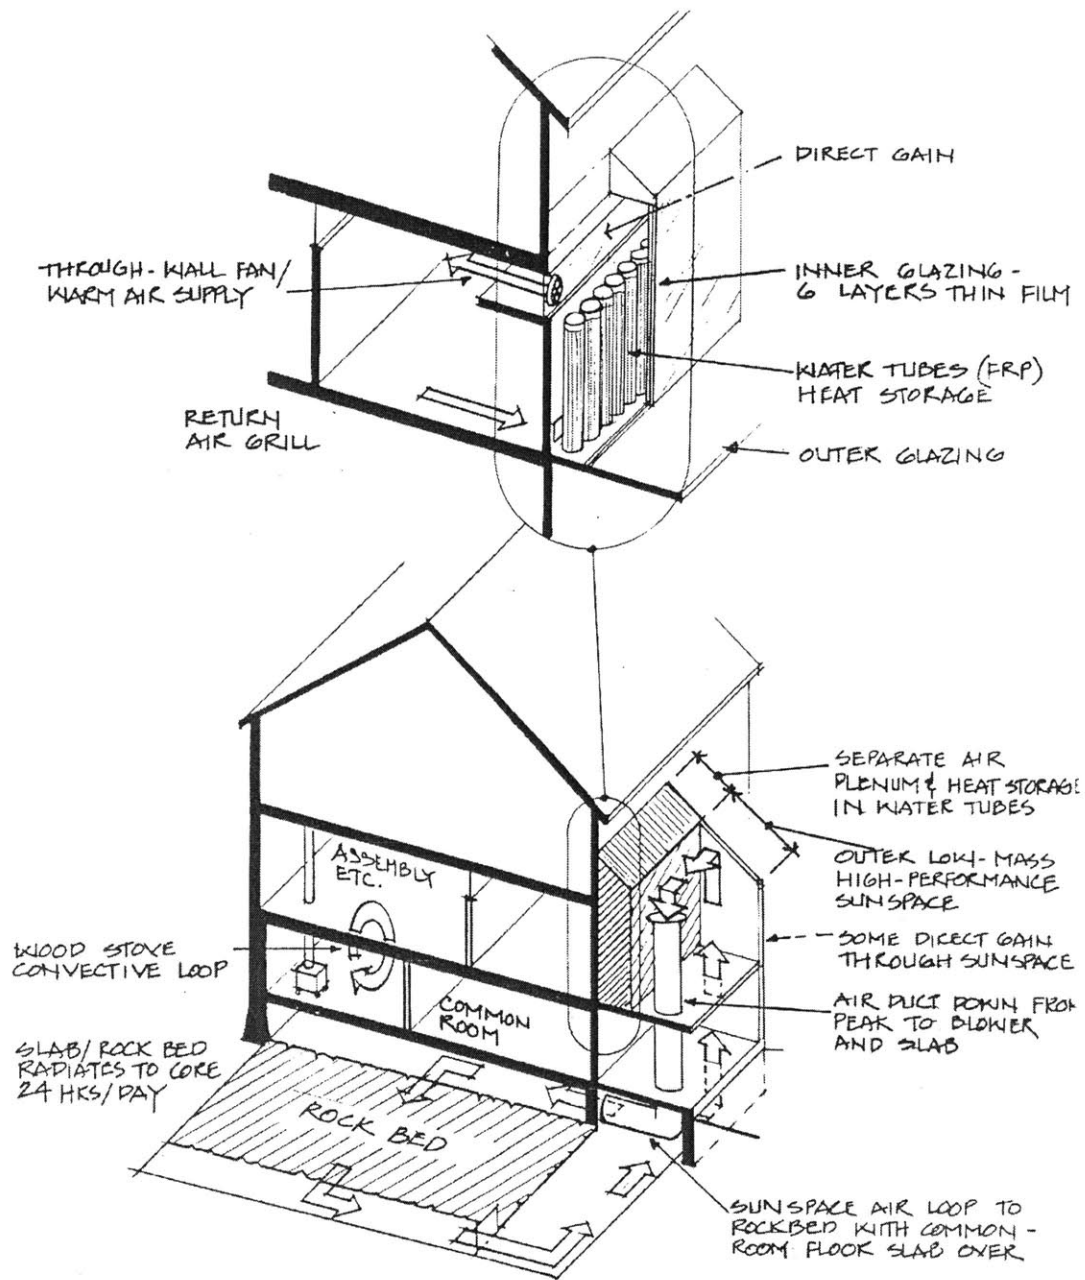 DIRECT GAIN
THROUGH-WALL FAN/
WARM AIR SUPPLY
INNER GLAZING -
6 LAYERS THIN FILM
WATER TUBES (FRP)
HEAT STORAGE
RETURN
AIR GRILL
OUTER GLAZING
SEPARATE AIR
PLENUM & HEAT STORAGE
IN WATER TUBES
OUTER LOW-MASS
HIGH-PERFORMANCE
SUNSPACE
ASSEMBLY
ETC.
WOOD STOVE
CONVECTIVE LOOP
SOME DIRECT GAIN
THROUGH SUNSPACE
COMMON
ROOM
AIR DUCT DOWN FROM
PEAK TO BLOWER
AND SLAB
SLAB/ROCK BED
RADIATES TO CORE
24 HRS/DAY
ROCK BED
SUNSPACE AIR LOOP TO
ROCKBED WITH COMMON-
ROOM FLOOR SLAB OVER